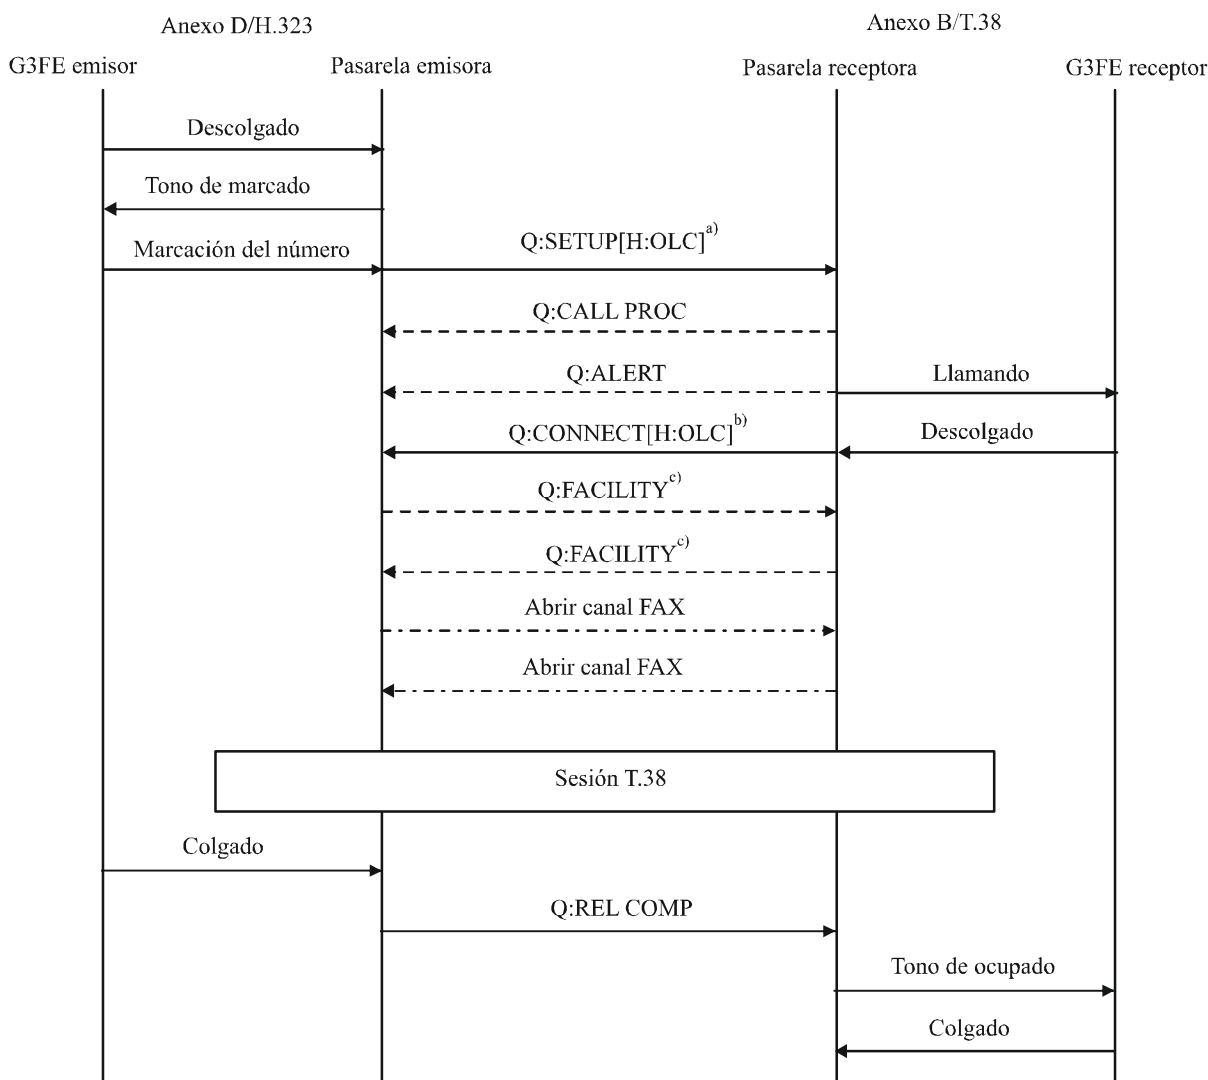 Anexo D/H.323
Anexo B/T.38
G3FE emisor
Pasarela emisora
Pasarela receptora
G3FE receptor
Descolgado
Tono de marcado
Marcación del número
Q:SETUP[H:OLC]a)
Q:CALL PROC
Q:ALERT
Llamando
Q:CONNECT[H:OLC]b)
Descolgado
Q:FACILITYc)
Q:FACILITYc)
Abrir canal FAX
Abrir canal FAX
Sesión T.38
Colgado
Q:REL COMP
Tono de ocupado
Colgado